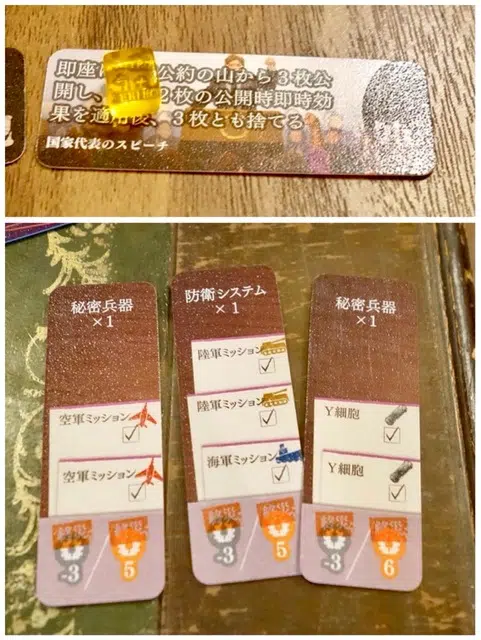 即座に 公約の山から3枚公
開し、 2枚の公開時即時効
果を適用後、3枚とも捨てる
国家代表のスピーチ
秘密兵器
×1
空軍ミッション
空軍ミッション
-3
5
防衛システム
×1
陸軍ミッション
陸軍ミッション
海軍ミッション
-3
5
秘密兵器
×1
Y細胞
Y細胞
-3
6